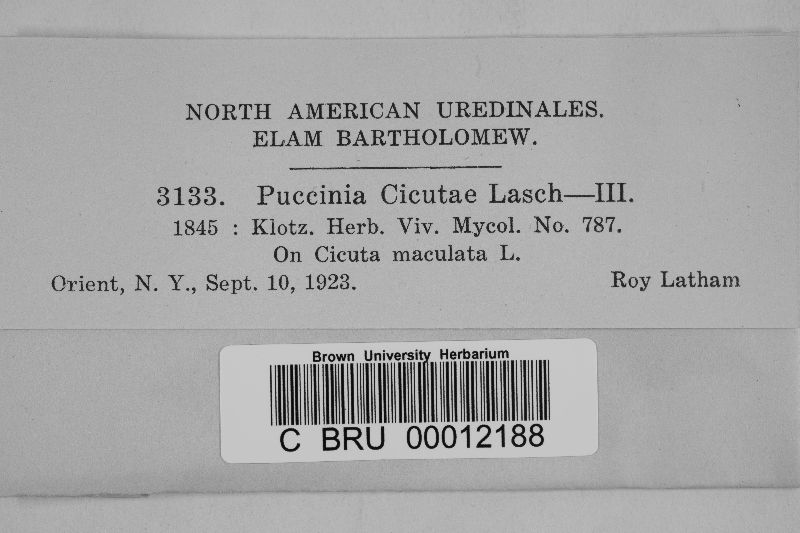 NORTH AMERICAN UREDINALES.
ELAM BARTHOLOMEW.
3133. Puccinia Cicutae Lasch—III.
1845 : Klotz. Herb. Viv. Mycol. No. 787.
On Cicuta maculata L.
Orient, N. Y., Sept. 10, 1923. Roy Latham
Brown University Herbarium
C BRU 00012188